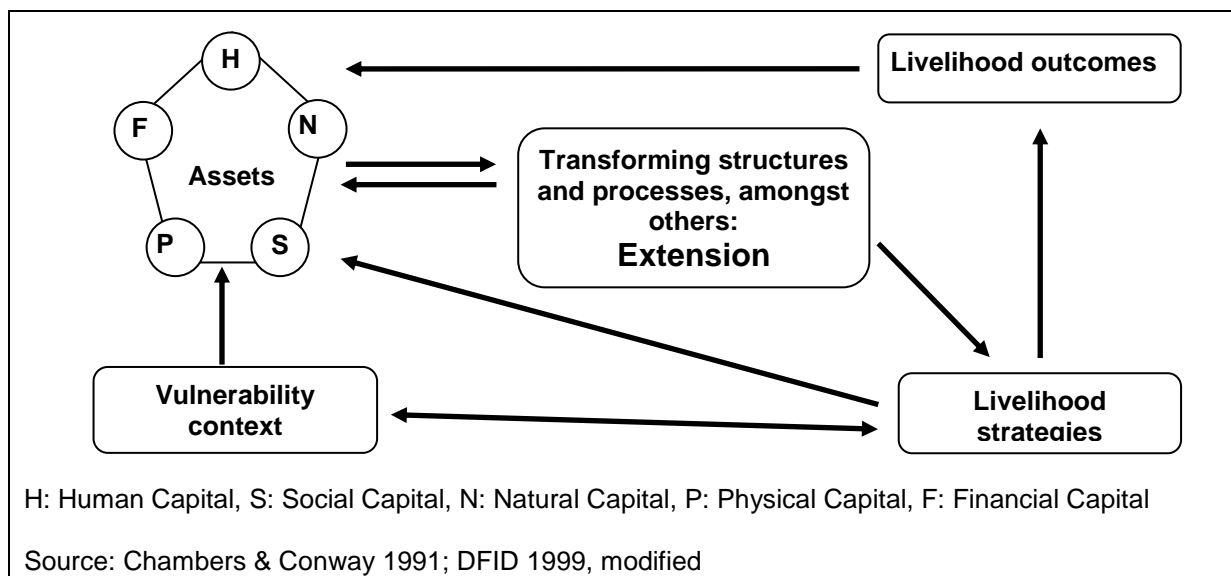 H
Livelihood outcomes
F
N
Assets
Transforming structures
and processes, amongst
others:
Extension
P
S
Vulnerability
context
Livelihood
strategies
H: Human Capital, S: Social Capital, N: Natural Capital, P: Physical Capital, F: Financial Capital
Source: Chambers & Conway 1991; DFID 1999, modified